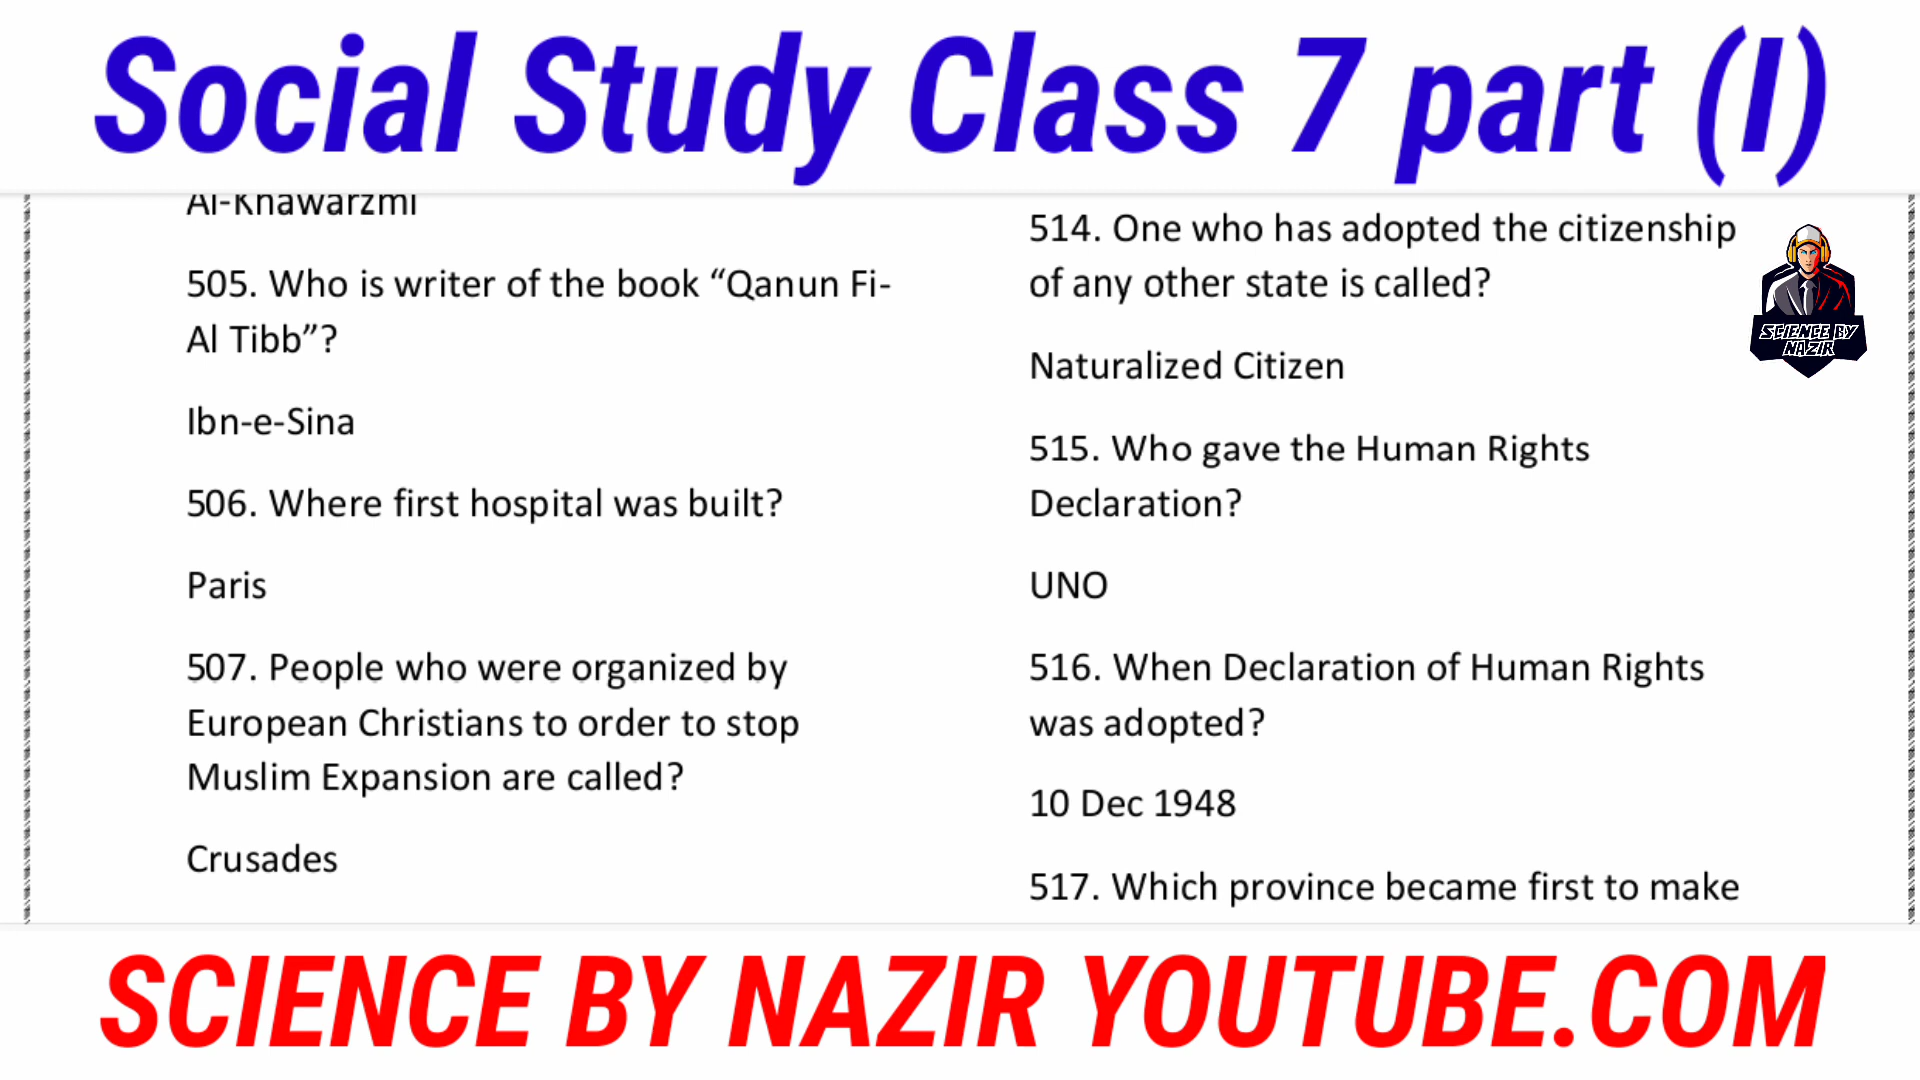 Social Study Class 7 part (I)
Al-Khawarzmi
505. Who is writer of the book “Qanun Fi-
Al Tibb”?
Ibn-e-Sina
506. Where first hospital was built?
Paris
507. People who were organized by
European Christians to order to stop
Muslim Expansion are called?
Crusades
514. One who has adopted the citizenship
of any other state is called?
Naturalized Citizen
515. Who gave the Human Rights
Declaration?
UNO
516. When Declaration of Human Rights
was adopted?
10 Dec 1948
517. Which province became first to make
SCIENCE BY
NAZIR
SCIENCE BY NAZIR YOUTUBE.COM